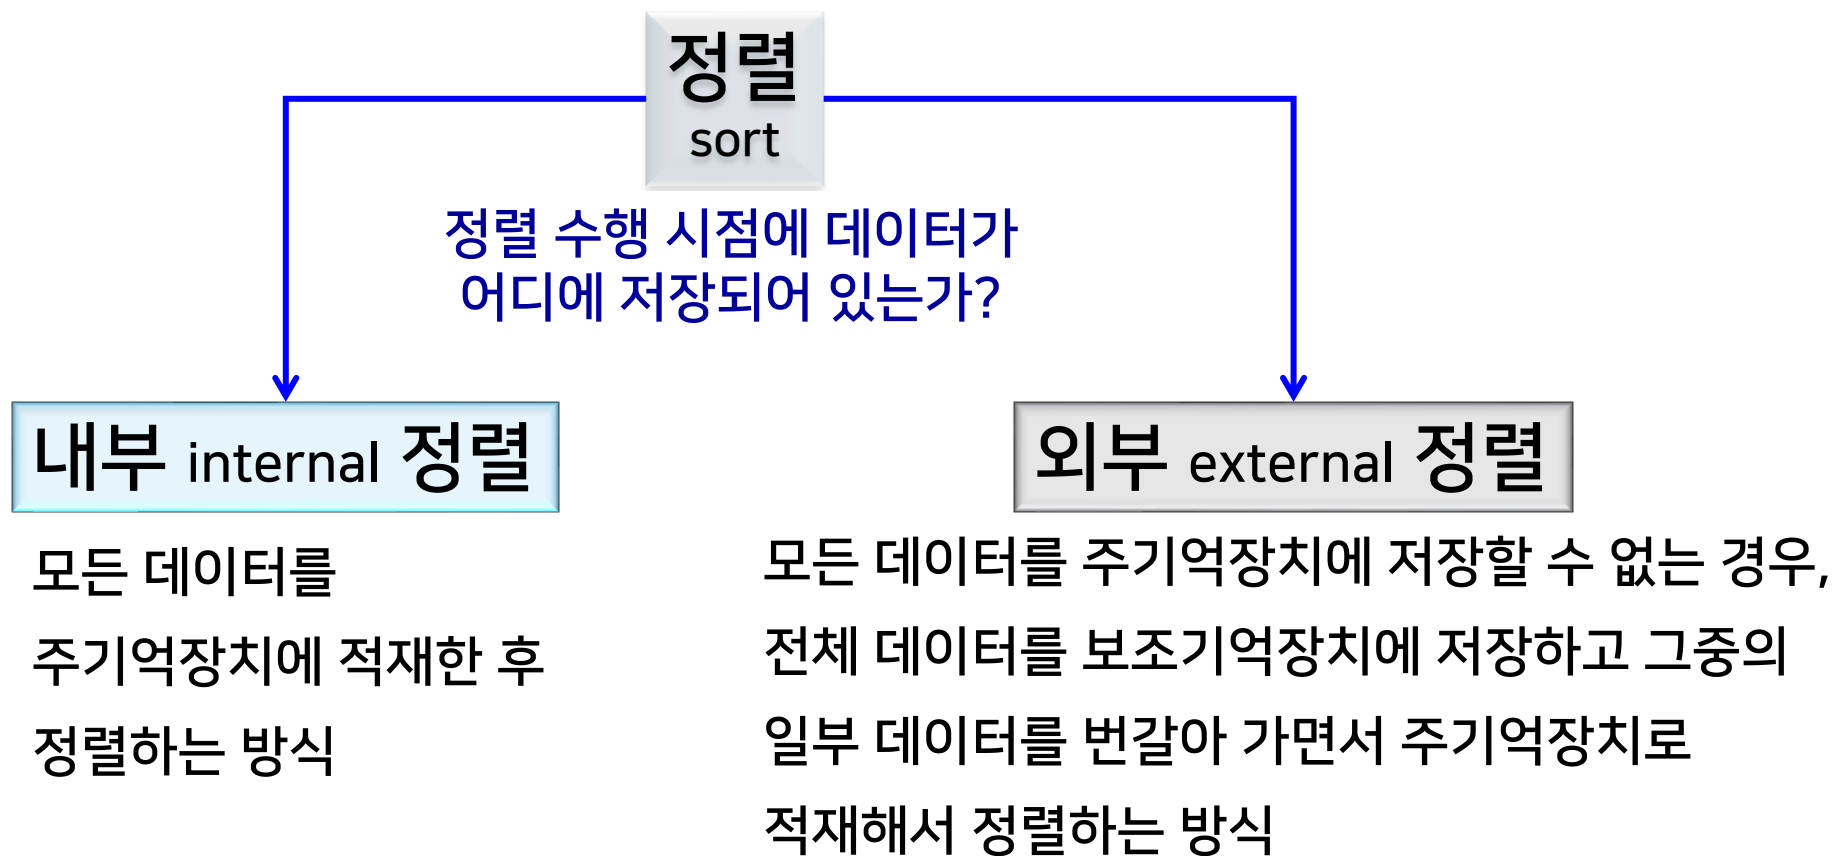 정렬
sort
정렬 수행 시점에 데이터가
어디에 저장되어 있는가?
내부 internal 정렬
모든 데이터를
주기억장치에 적재한 후
정렬하는 방식
외부 external 정렬
모든 데이터를 주기억장치에 저장할 수 없는 경우,
전체 데이터를 보조기억장치에 저장하고 그중의
일부 데이터를 번갈아 가면서 주기억장치로
적재해서 정렬하는 방식